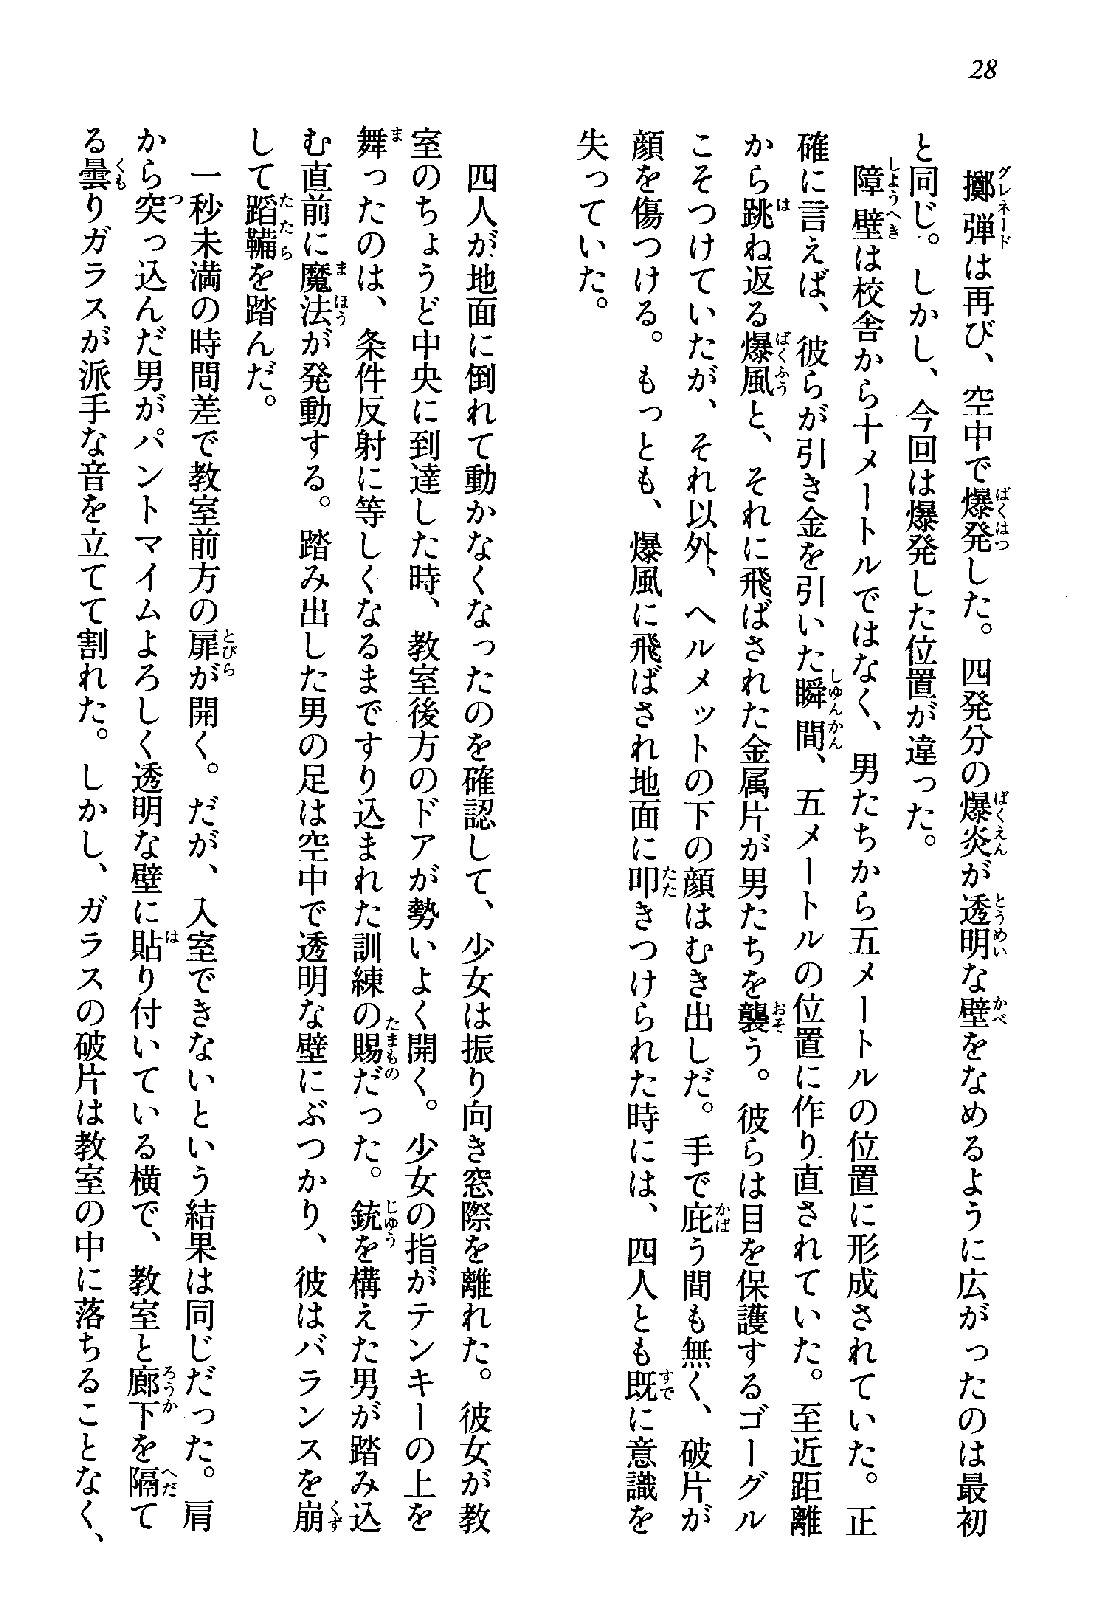 28
擲弾は再び、空中で爆発した。四発分の爆炎が透明な壁をなめるように広がったのは最初
と同じ。しかし、今回は爆発した位置が違った。
障壁は校舎から十メートルではなく、男たちから五メートルの位置に形成されていた。正
確に言えば、彼らが引き金を引いた瞬間、五メートルの位置に作り直されていた。至近距離
から跳ね返る爆風と、それに飛ばされた金属片が男たちを襲う。彼らは目を保護するゴーグル
こそつけていたが、それ以外、ヘルメットの下の顔はむき出しだ。手で庇う間も無く、破片が
顔を傷つける。もっとも、爆風に飛ばされ地面に叩きつけられた時には、四人とも既に意識を
失っていた。
四人が地面に倒れて動かなくなったのを確認して、少女は振り向き窓際を離れた。彼女が教
室のちょうど中央に到達した時、教室後方のドアが勢いよく開く。少女の指がテンキーの上を
舞ったのは、条件反射に等しくなるまですり込まれた訓練の賜だった。銃を構えた男が踏み込
む直前に魔法が発動する。踏み出した男の足は空中で透明な壁にぶつかり、彼はバランスを崩
して蹈鞴を踏んだ。
一秒未満の時間差で教室前方の扉が開く。だが、入室できないという結果は同じだった。肩
から突っ込んだ男がパントマイムよろしく透明な壁に貼り付いている横で、教室と廊下を隔て
る曇りガラスが派手な音を立てて割れた。しかし、ガラスの破片は教室の中に落ちることなく、